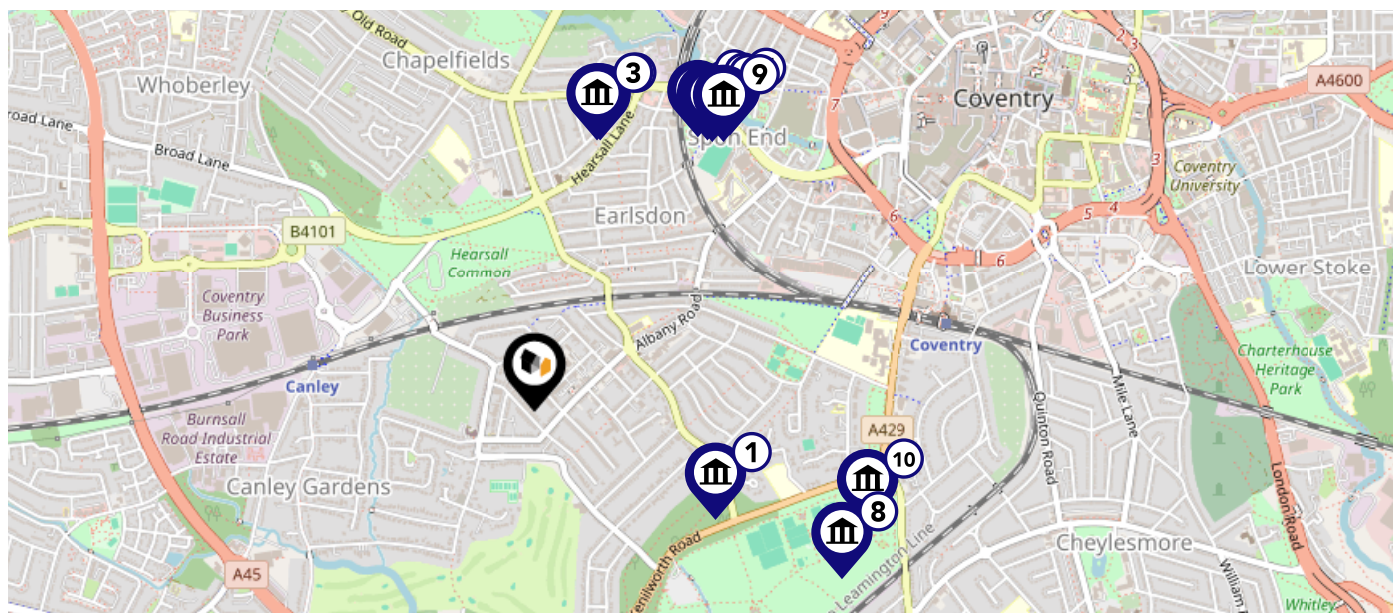 Old Road
Chapelfields
3
9
2 3
Whoberley
7
Coventry
A4600
road Lane
Broad Lane
Spon End
Hearsall Lane
3
Coventry
University
Earlsdon
6
5 4
B4101
6
Hearsall
Common
Lower Stoke
Coventry
Business
Park
Albany Road
Coventry
Canley
Charterhouse
Heritage
Park
Mile Lane
Quinton Road
Burnsall
Road Industrial
Estate
A429
1
10
Canley Gardens
8
London Road
Kenilworth Road
Cheylesmore
Leamington Line
A45
William
Whitley